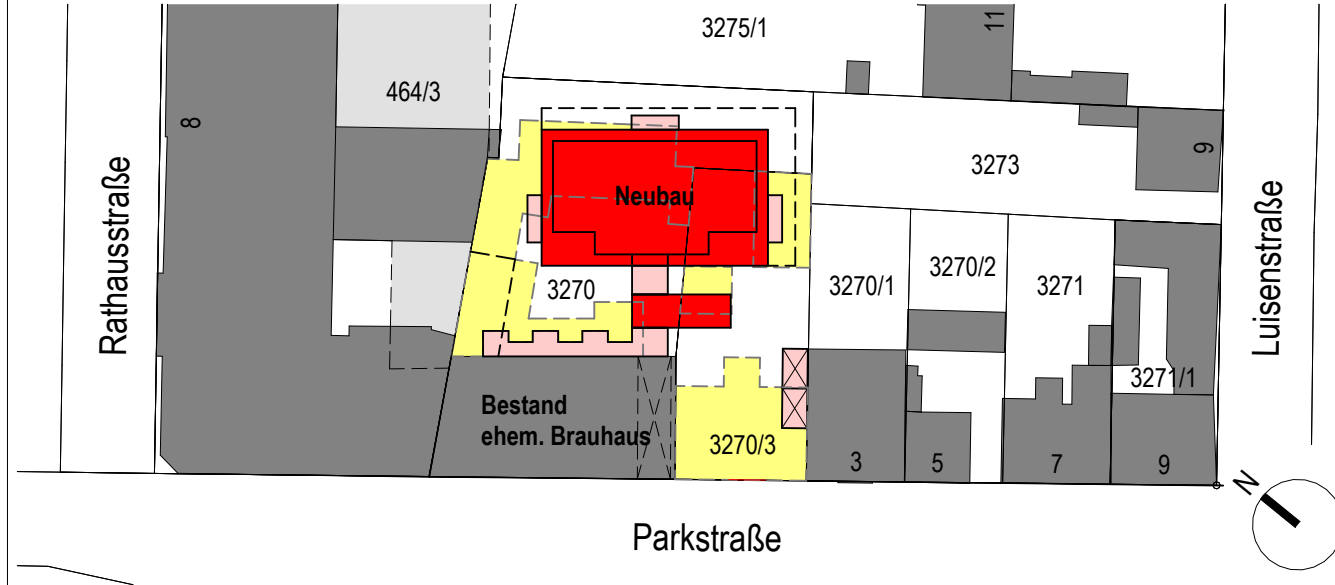 3275/1
11
464/3
8
9
3273
Neubau
Rathausstraße
Luisenstraße
3270
3270/1
3270/2
3271
3271/1
Bestand
ehem. Brauhaus
3270/3
3
5
7
9
N
Parkstraße